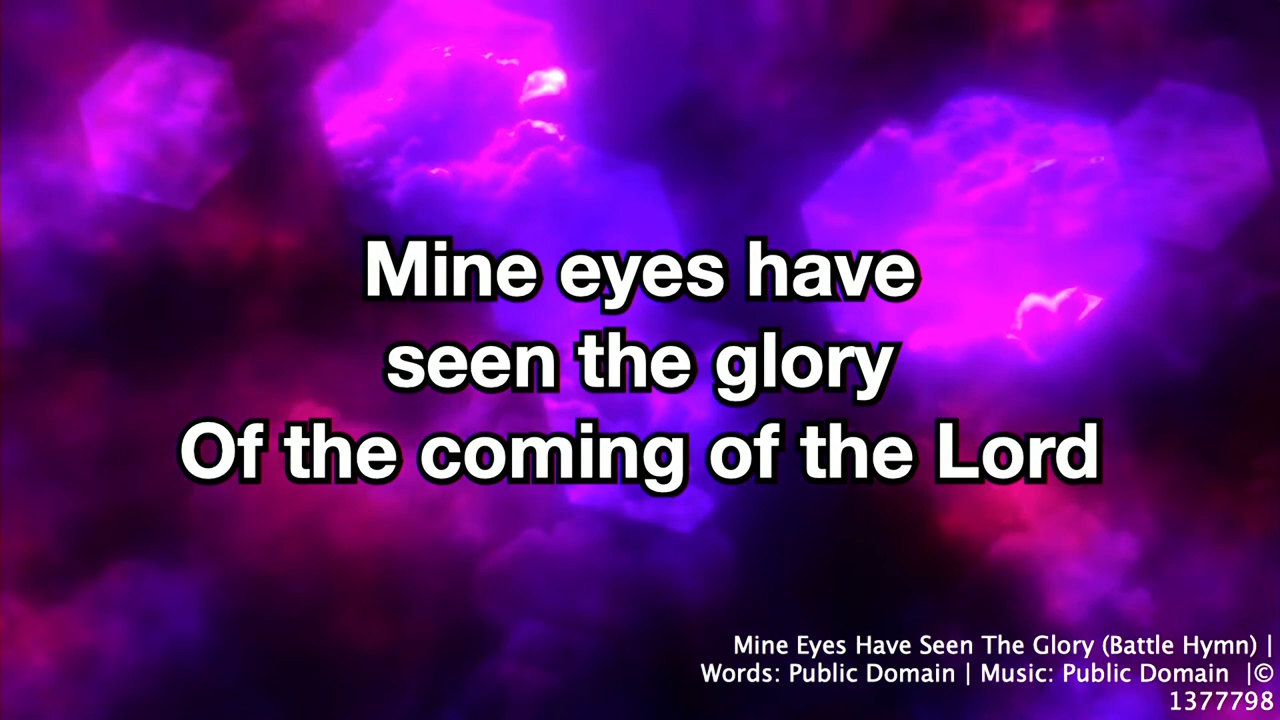 Mine eyes have
seen the glory
Of the coming of the Lord
Mine Eyes Have Seen The Glory (Battle Hymn) |
Words: Public Domain | Music: Public Domain |©
1377798